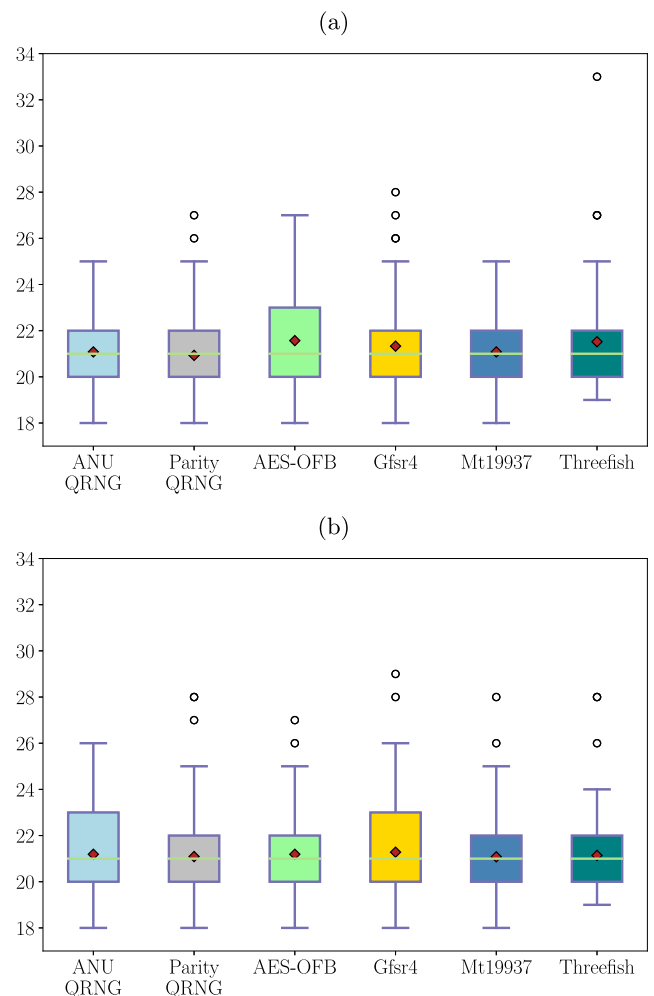 (a)
34
32
30
28
26
24
22
20
18
ANU
QRNG
Parity
QRNG
AES-OFB
Gfsr4
Mt19937
Threefish
(b)
34
32
30
28
26
24
22
20
18
ANU
QRNG
Parity
QRNG
AES-OFB
Gfsr4
Mt19937
Threefish